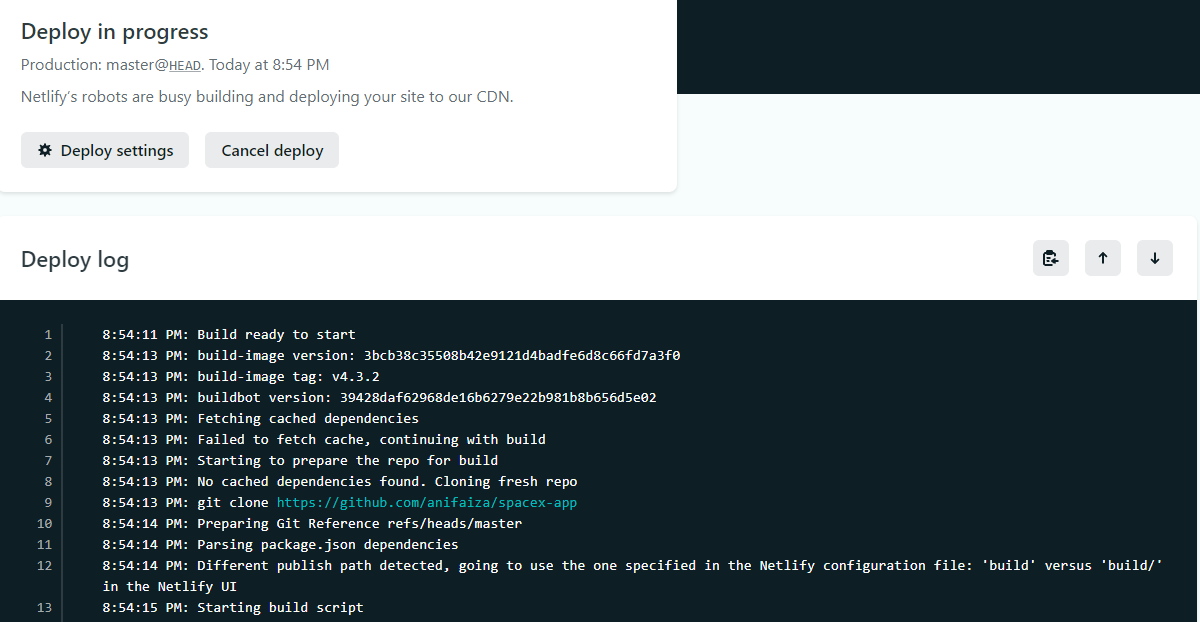 Deploy in progress
Production: master@HEAD. Today at 8:54 PM
Netlify’s robots are busy building and deploying your site to our CDN.
Deploy settings
Cancel deploy
Deploy log
1 8:54:11 PM: Build ready to start
2 8:54:13 PM: build-image version: 3bcb38c35508b42e9121d4badfe6d8c66fd7a3f0
3 8:54:13 PM: build-image tag: v4.3.2
4 8:54:13 PM: buildbot version: 39428daf62968de16b6279e22b981b8b656d5e02
5 8:54:13 PM: Fetching cached dependencies
6 8:54:13 PM: Failed to fetch cache, continuing with build
7 8:54:13 PM: Starting to prepare the repo for build
8 8:54:13 PM: No cached dependencies found. Cloning fresh repo
9 8:54:13 PM: git clone https://github.com/anifaiza/spacex-app
10 8:54:14 PM: Preparing Git Reference refs/heads/master
11 8:54:14 PM: Parsing package.json dependencies
12 8:54:14 PM: Different publish path detected, going to use the one specified in the Netlify configuration file: 'build' versus 'build/'
in the Netlify UI
13 8:54:15 PM: Starting build script